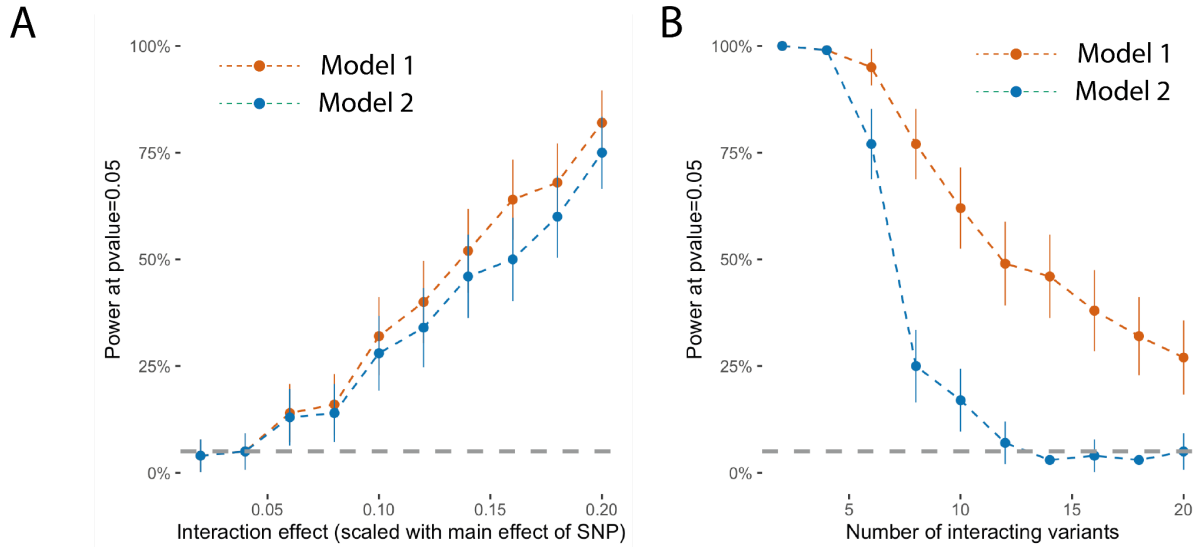 A
Power at pvalue=0.05
100%
75%
50%
25%
0%
Model 1
Model 2
0.05
0.10
0.15
0.20
Interaction effect (scaled with main effect of SNP)
B
Power at pvalue=0.05
100%
75%
50%
25%
0%
Model 1
Model 2
5
10
15
20
Number of interacting variants